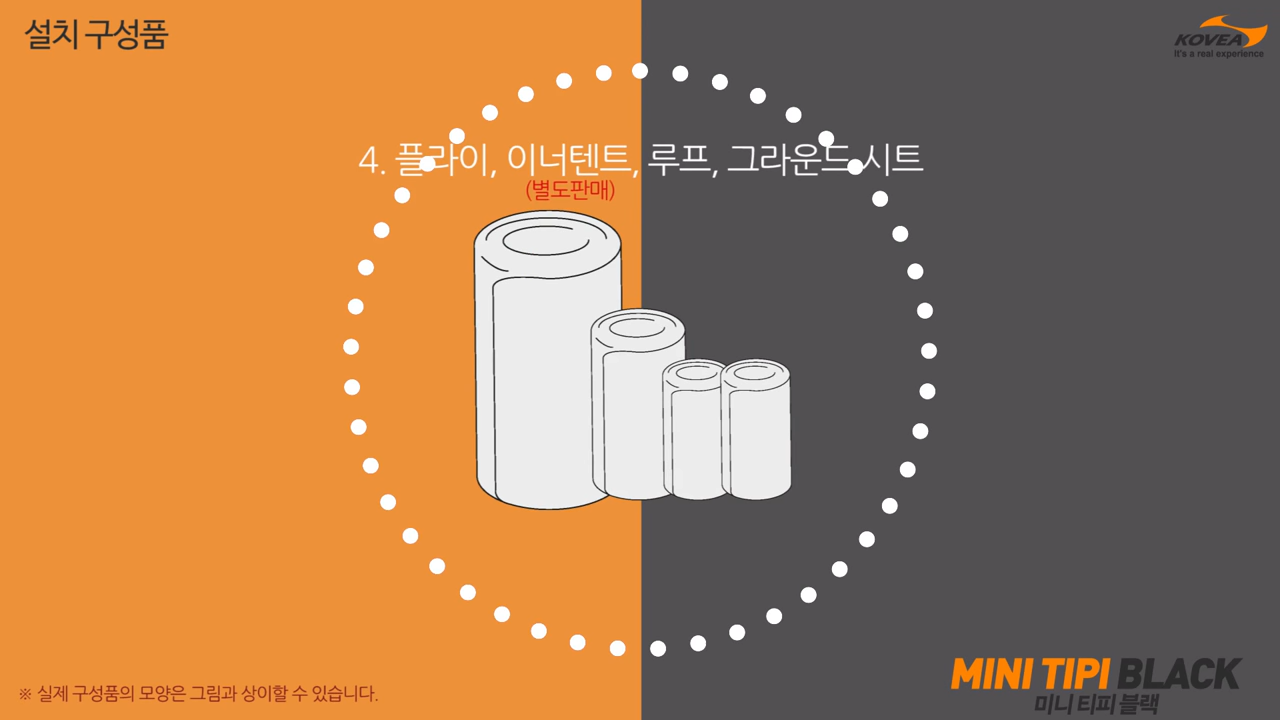 설치 구성품
KOVEA
It's a real experience
4. 플라이, 이너텐트, 루프, 그라운드 시트
(별도판매)
※ 실제 구성품의 모양은 그림과 상이할 수 있습니다.
MINI TIPI BLACK
미니 티피 블랙